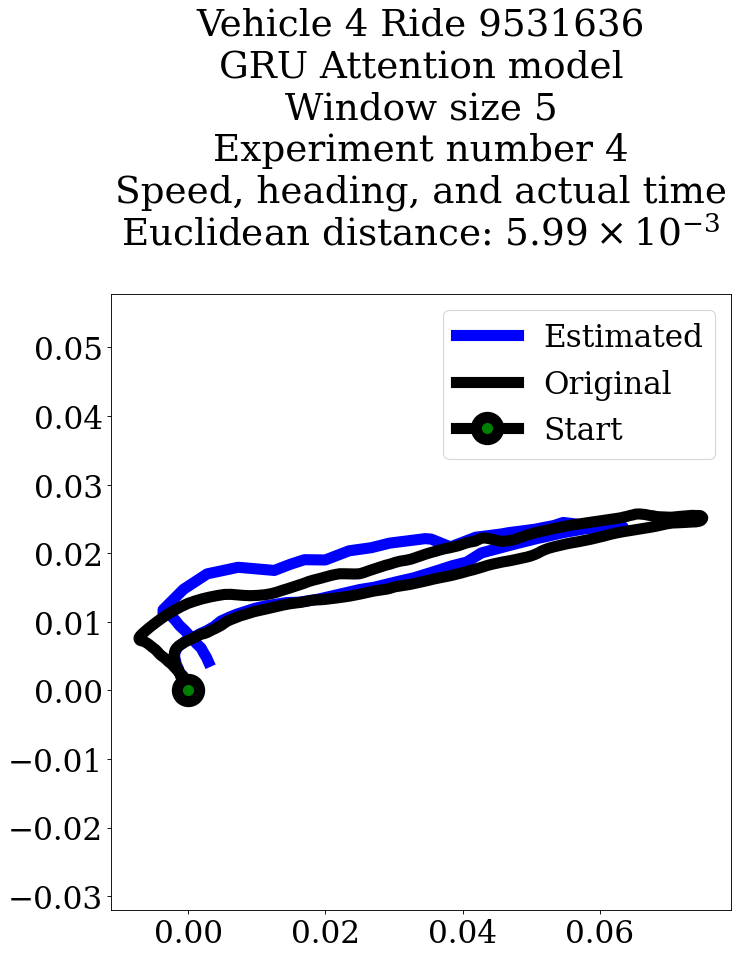 Vehicle 4 Ride 9531636
GRU Attention model
Window size 5
Experiment number 4
Speed, heading, and actual time
Euclidean distance: 5.99 × 10⁻³
Estimated
Original
Start
0.05
0.04
0.03
0.02
0.01
0.00
−0.01
−0.02
−0.03
0.00 0.02 0.04 0.06